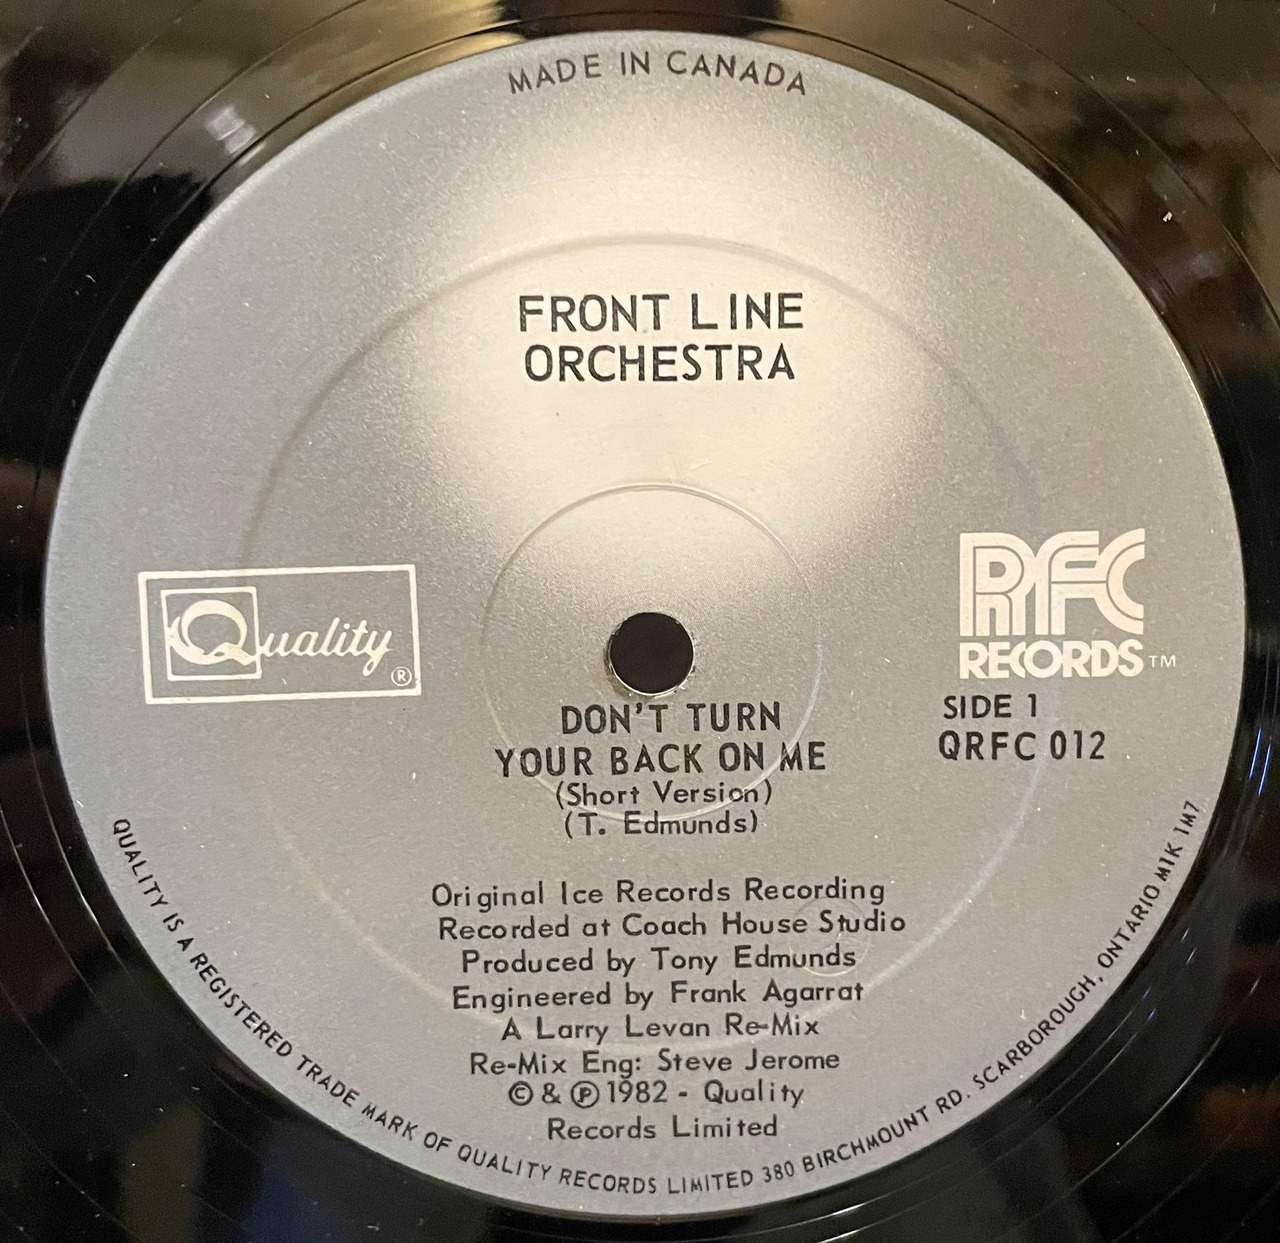 MADE IN CANADA
FRONT LINE
ORCHESTRA
Quality ®
RFC
RECORDS TM
SIDE 1
QRFC 012
DON'T TURN
YOUR BACK ON ME
(Short Version)
(T. Edmunds)
Original Ice Records Recording
Recorded at Coach House Studio
Produced by Tony Edmunds
Engineered by Frank Agarrat
A Larry Levan Re-Mix
Re-Mix Eng: Steve Jerome
© & ℗ 1982 - Quality
Records Limited
QUALITY IS A REGISTERED TRADE MARK OF QUALITY RECORDS LIMITED 380 BIRCHMOUNT RD. SCARBOROUGH, ONTARIO M1K 1M7